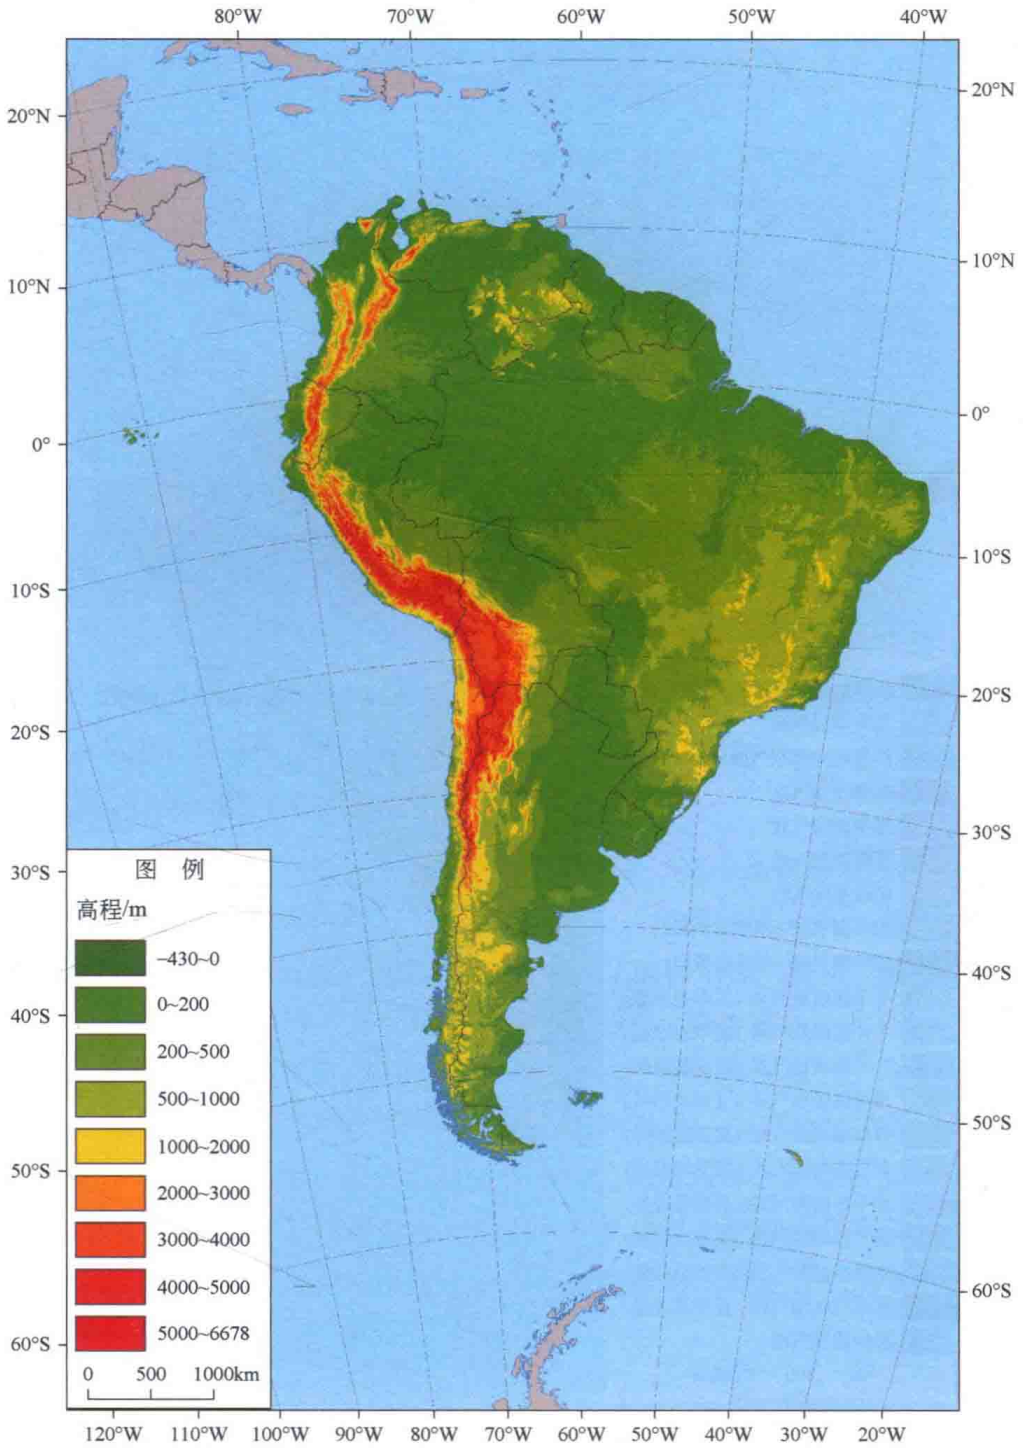 80°W 70°W 60°W 50°W 40°W
20°N 20°N
10°N 10°N
0° 0°
10°S 10°S
20°S 20°S
30°S 30°S
40°S 40°S
50°S 50°S
60°S 60°S
图 例
高程/m
-430~0
0~200
200~500
500~1000
1000~2000
2000~3000
3000~4000
4000~5000
5000~6678
0 500 1000km
120°W 110°W 100°W 90°W 80°W 70°W 60°W 50°W 40°W 30°W 20°W